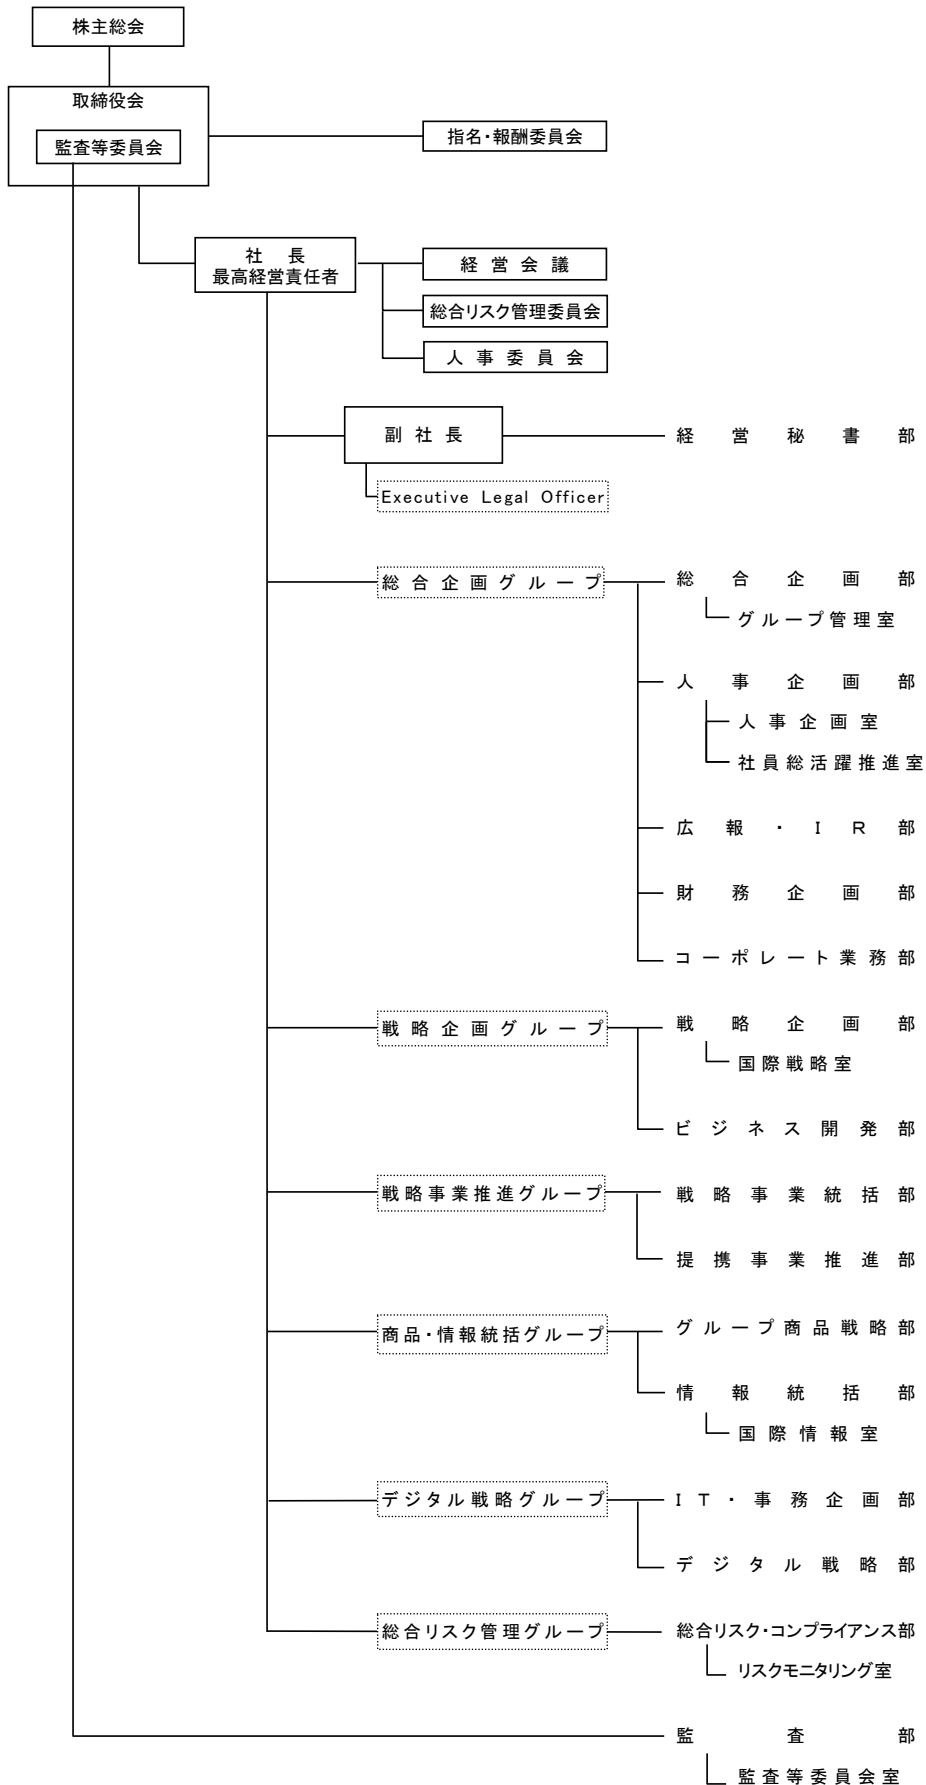 株主総会
取締役会
監査等委員会
指名・報酬委員会
社長
最高経営責任者
経営会議
総合リスク管理委員会
人事委員会
副社長
経営秘書部
Executive Legal Officer
総合企画グループ
総合企画部
グループ管理室
人事企画部
人事企画室
社員総活躍推進室
広報・IR部
財務企画部
コーポレート業務部
戦略企画グループ
戦略企画部
国際戦略室
ビジネス開発部
戦略事業推進グループ
戦略事業統括部
提携事業推進部
商品・情報統括グループ
グループ商品戦略部
情報統括部
国際情報室
デジタル戦略グループ
IT・事務企画部
デジタル戦略部
総合リスク管理グループ
総合リスク・コンプライアンス部
リスクモニタリング室
監査部
監査等委員会室